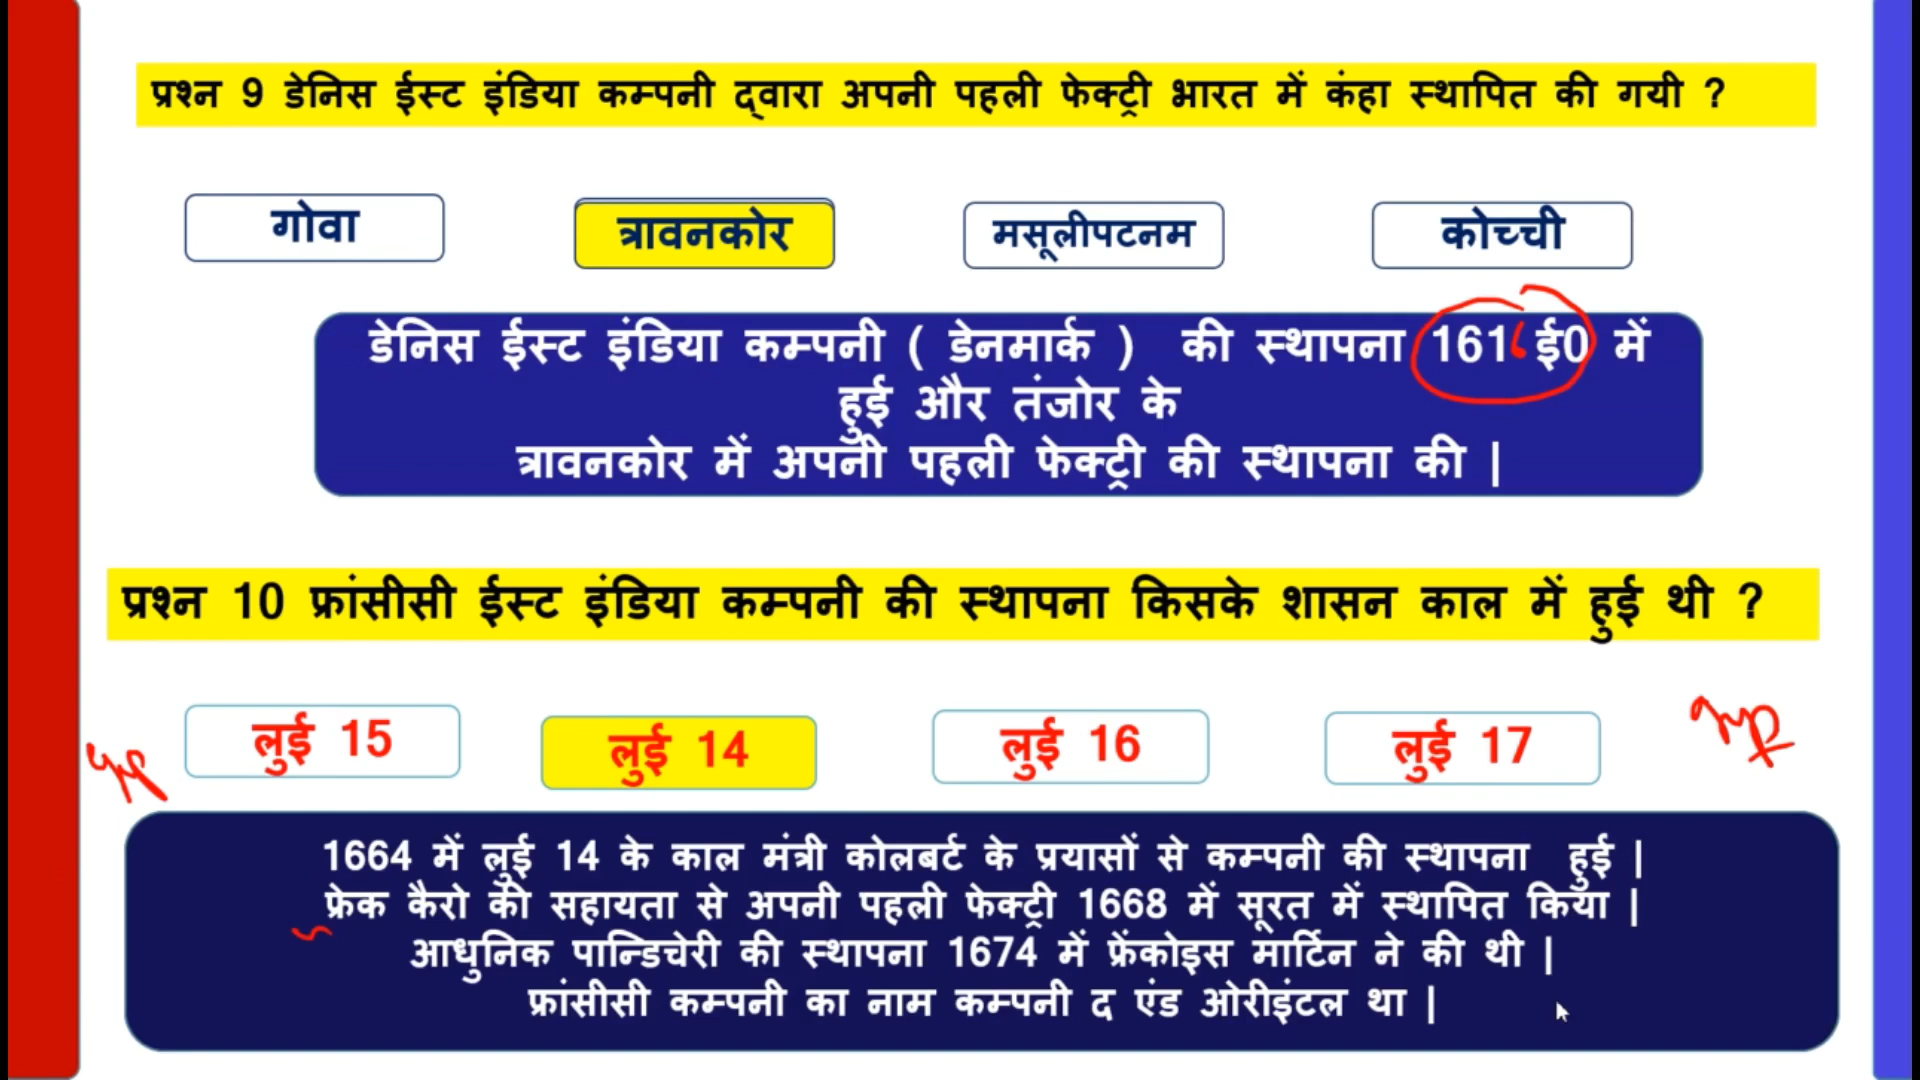 प्रश्न 9 डेनिस ईस्ट इंडिया कम्पनी द्वारा अपनी पहली फेक्ट्री भारत में कंहा स्थापित की गयी ?
गोवा
त्रावनकोर
मसूलीपटनम
कोच्ची
डेनिस ईस्ट इंडिया कम्पनी ( डेनमार्क ) की स्थापना 161 ई0 में
हुई और तंजोर के
त्रावनकोर में अपनी पहली फेक्ट्री की स्थापना की |
प्रश्न 10 फ्रांसीसी ईस्ट इंडिया कम्पनी की स्थापना किसके शासन काल में हुई थी ?
लुई 15
लुई 14
लुई 16
लुई 17
1664 में लुई 14 के काल मंत्री कोलबर्ट के प्रयासों से कम्पनी की स्थापना हुई |
फ्रेक कैरो की सहायता से अपनी पहली फेक्ट्री 1668 में सूरत में स्थापित किया |
आधुनिक पान्डिचेरी की स्थापना 1674 में फ्रेंकोइस मार्टिन ने की थी |
फ्रांसीसी कम्पनी का नाम कम्पनी द एंड ओरीइंटल था |